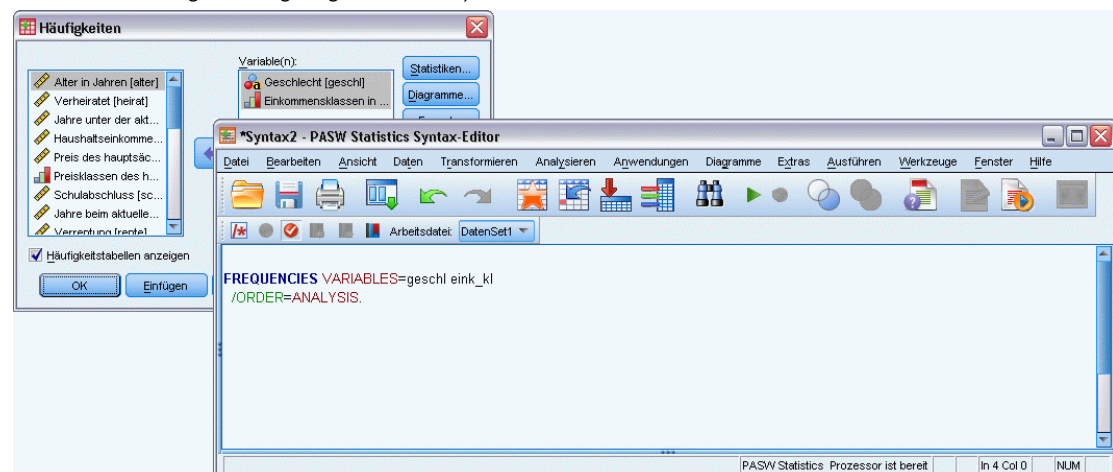 Häufigkeiten
Variable(n):
Alter in Jahren [alter]
Verheiratet [heirat]
Jahre unter der akt...
Haushaltseinkomme...
Preis des hauptsäc...
Preisklassen des h...
Schulabschluss [sc...
Jahre beim aktuelle...
Verrentung [rente]
Geschlecht [geschl]
Einkommensklassen in ...
Statistiken...
Diagramme...
Häufigkeitstabellen anzeigen
OK
Einfügen
*Syntax2 - PASW Statistics Syntax-Editor
Datei Bearbeiten Ansicht Daten Transformieren Analysieren Anwendungen Diagramme Extras Ausführen Werkzeuge Fenster Hilfe
Arbeitsdatei: DatenSet1
FREQUENCIES VARIABLES=geschl eink_kl
/ORDER=ANALYSIS.
PASW Statistics Prozessor ist bereit
In 4 Col 0
NUM